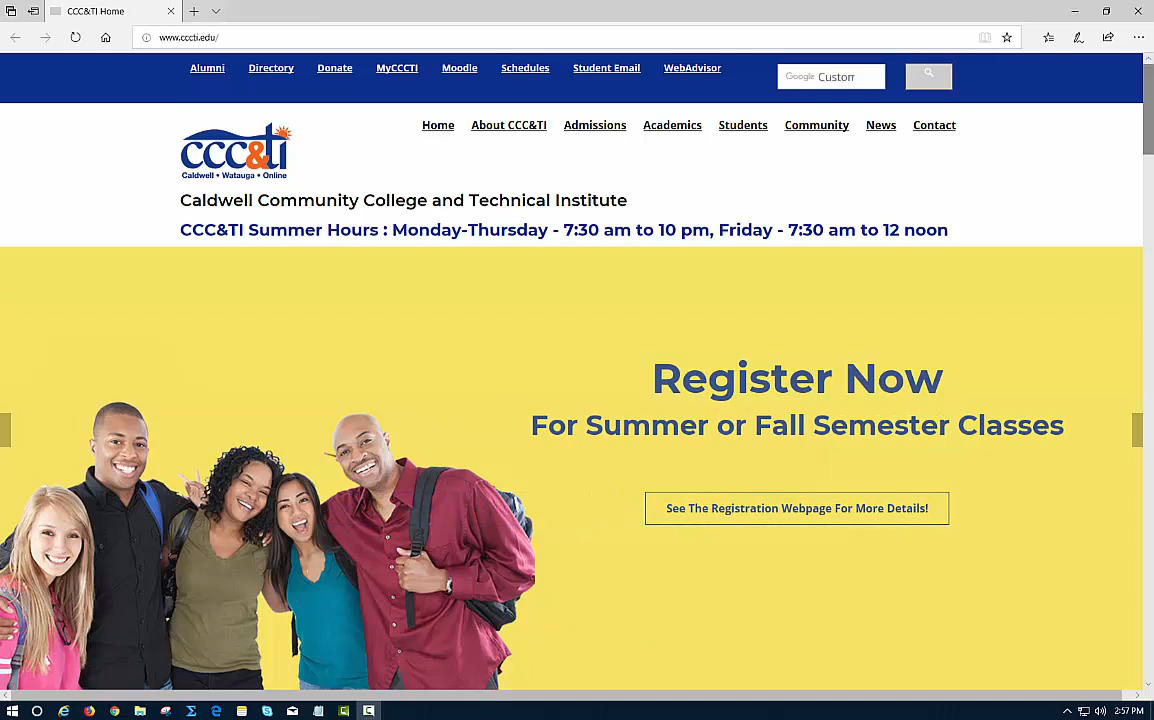 CCC&TI Home
www.cccti.edu/
Alumni Directory Donate MyCCCTI Moodle Schedules Student Email WebAdvisor
Google Custom
Home About CCC&TI Admissions Academics Students Community News Contact
ccc&ti
Caldwell • Watauga • Online
Caldwell Community College and Technical Institute
CCC&TI Summer Hours : Monday-Thursday - 7:30 am to 10 pm, Friday - 7:30 am to 12 noon
Register Now
For Summer or Fall Semester Classes
See The Registration Webpage For More Details!
2:57 PM